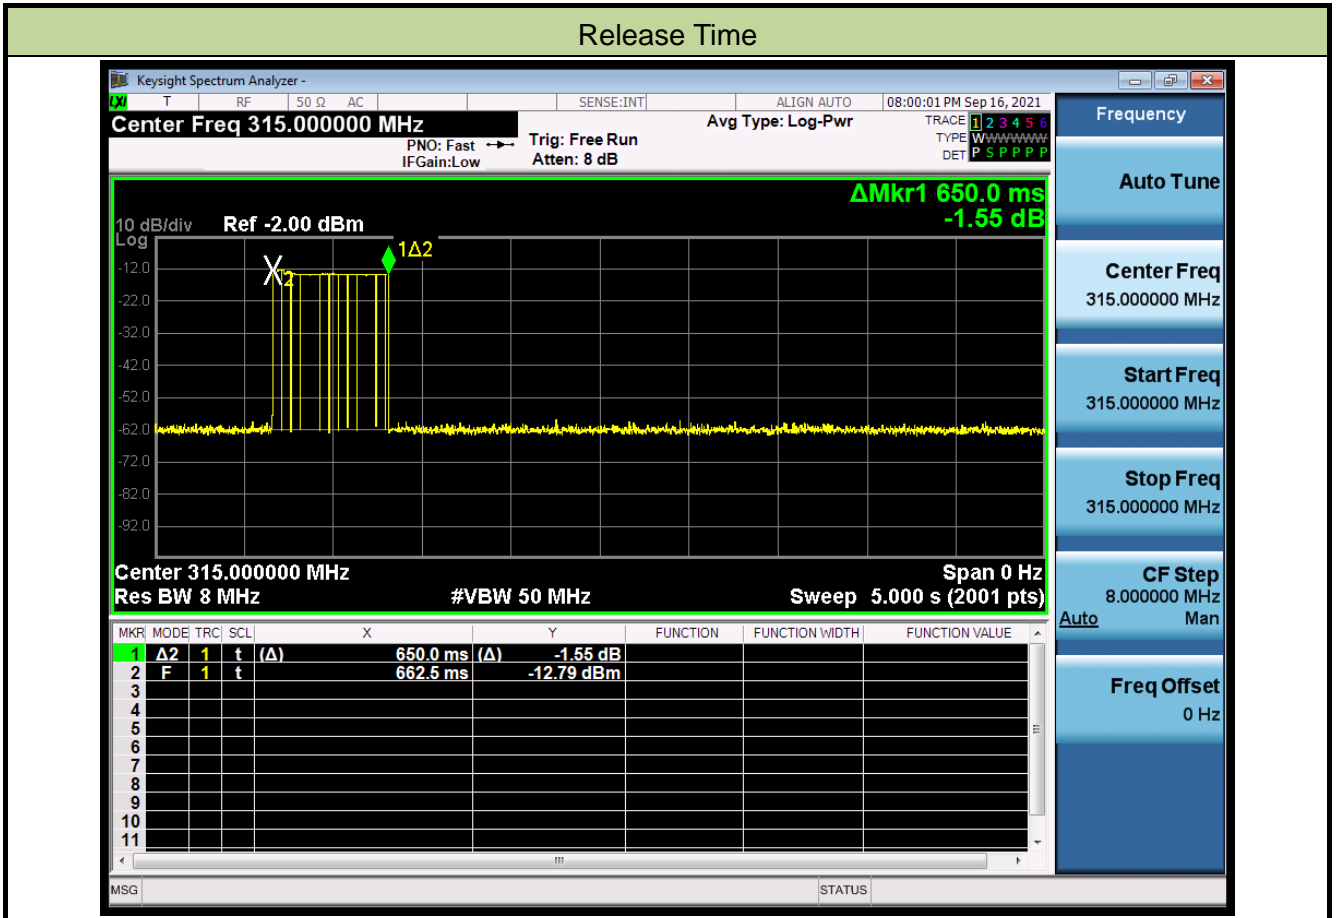 Release Time
Keysight Spectrum Analyzer -
LXI T RF 50 Ω AC SENSE:INT ALIGN AUTO 08:00:01 PM Sep 16, 2021
Center Freq 315.000000 MHz Avg Type: Log-Pwr TRACE 1 2 3 4 5 6
PNO: Fast Trig: Free Run TYPE WWWWWW
IFGain:Low Atten: 8 dB DET P S P P P P
ΔMkr1 650.0 ms
10 dB/div Ref -2.00 dBm -1.55 dB
Log
1Δ2
-12.0
2
-22.0
-32.0
-42.0
-52.0
-62.0
-72.0
-82.0
-92.0
Center 315.000000 MHz Span 0 Hz
Res BW 8 MHz #VBW 50 MHz Sweep 5.000 s (2001 pts)
MKR MODE TRC SCL X Y FUNCTION FUNCTION WIDTH FUNCTION VALUE
1 Δ2 1 t (Δ) 650.0 ms (Δ) -1.55 dB
2 F 1 t 662.5 ms -12.79 dBm
3
4
5
6
7
8
9
10
11
MSG STATUS
Frequency
Auto Tune
Center Freq
315.000000 MHz
Start Freq
315.000000 MHz
Stop Freq
315.000000 MHz
CF Step
8.000000 MHz
Auto Man
Freq Offset
0 Hz